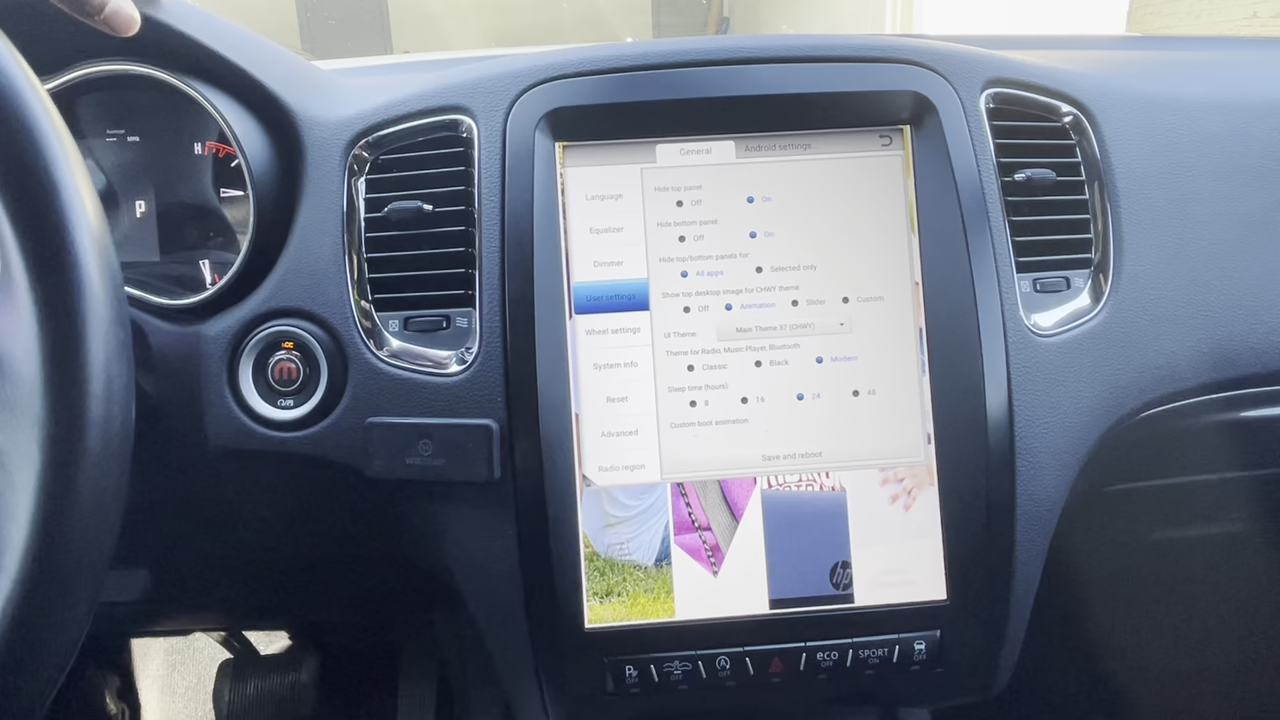 General
Android settings...
Language
Equalizer
Dimmer
User settings
Wheel settings
System info
Reset
Advanced
Radio region
Hide top panel:
Off On
Hide bottom panel:
Off On
Hide top/bottom panels for:
All apps Selected only
Show top desktop image for CHWY theme:
Off Animation Slider Custom
UI Theme: Main Theme 37 (CHWY)
Theme for Radio, Music Player, Bluetooth
Classic Black Modern
Sleep time (hours):
8 16 24 48
Custom boot animation:
Save and reboot
H
P
hp
P OFF
OFF
A OFF
eco OFF
SPORT ON
OFF